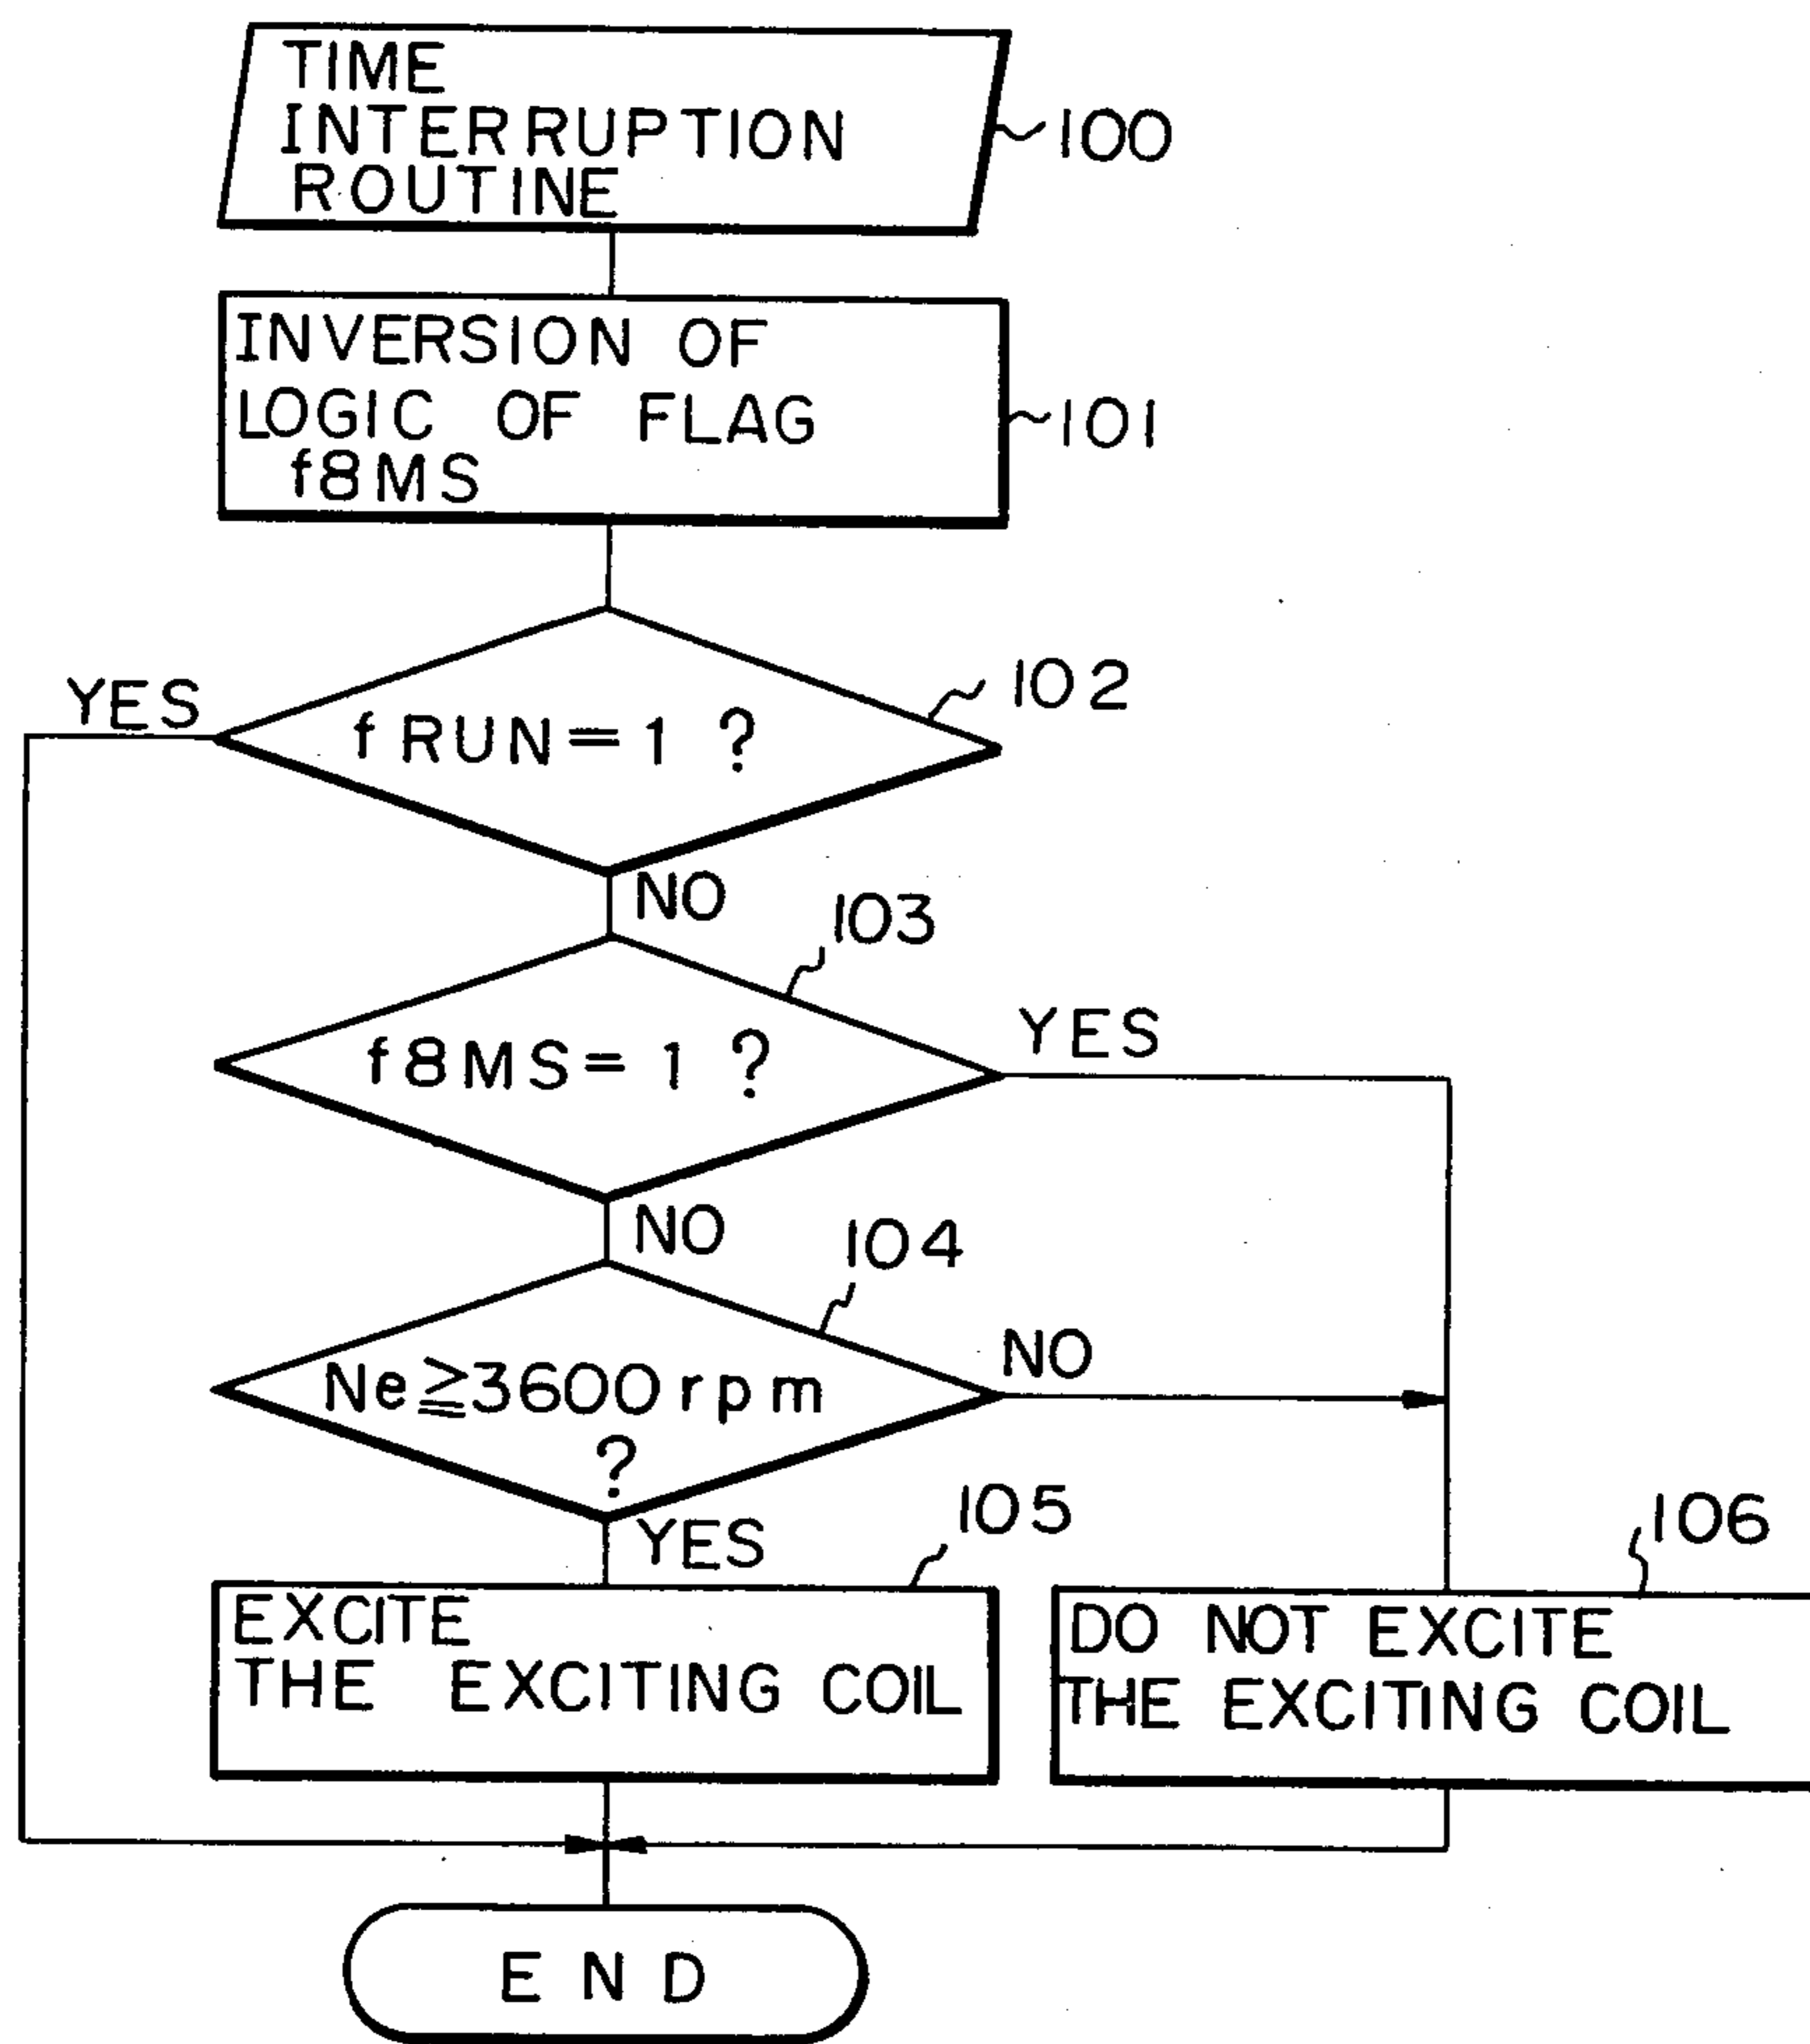 TIME
INTERRUPTION
ROUTINE
100
INVERSION OF
LOGIC OF FLAG
f8MS
101
102
YES
f RUN=1 ?
NO
103
f8MS=1 ?
YES
NO
104
Ne≧3600rpm
?
NO
YES
105
EXCITE
THE EXCITING COIL
106
DO NOT EXCITE
THE EXCITING COIL
END